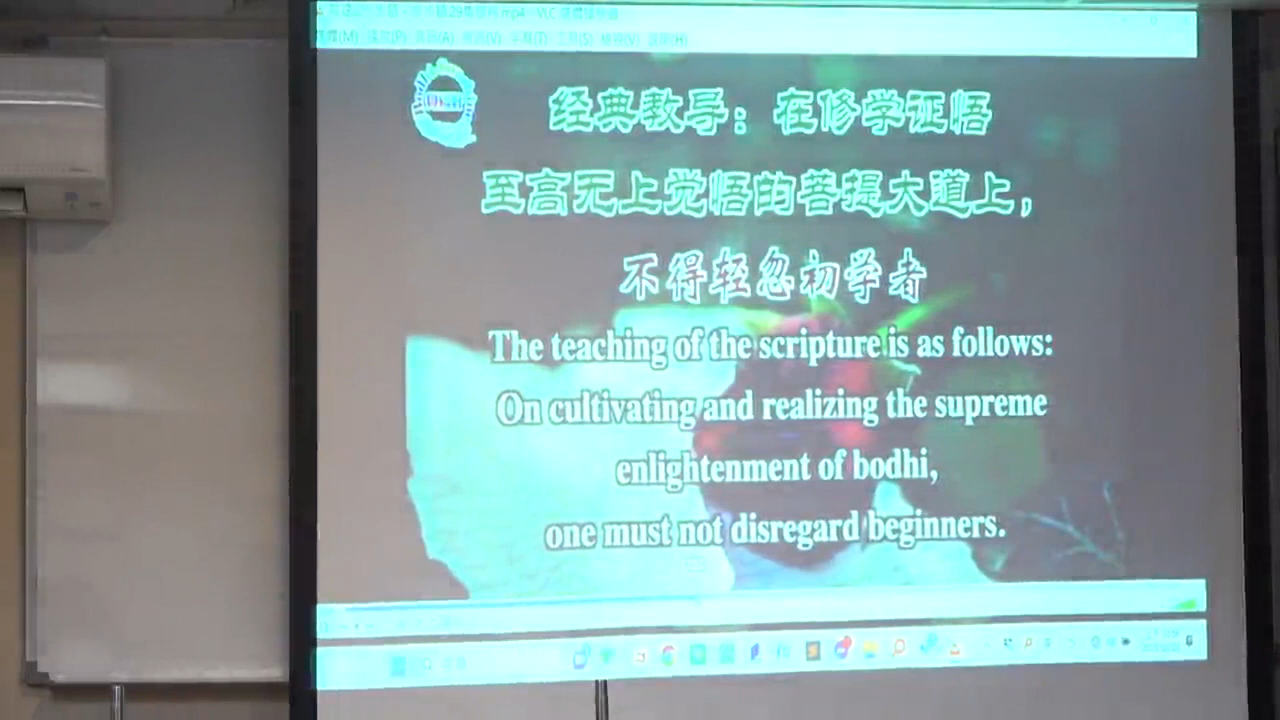 经典教导：在修学证悟
至高无上觉悟的菩提大道上，
不得轻忽初学者
The teaching of the scripture is as follows:
On cultivating and realizing the supreme
enlightenment of bodhi,
one must not disregard beginners.